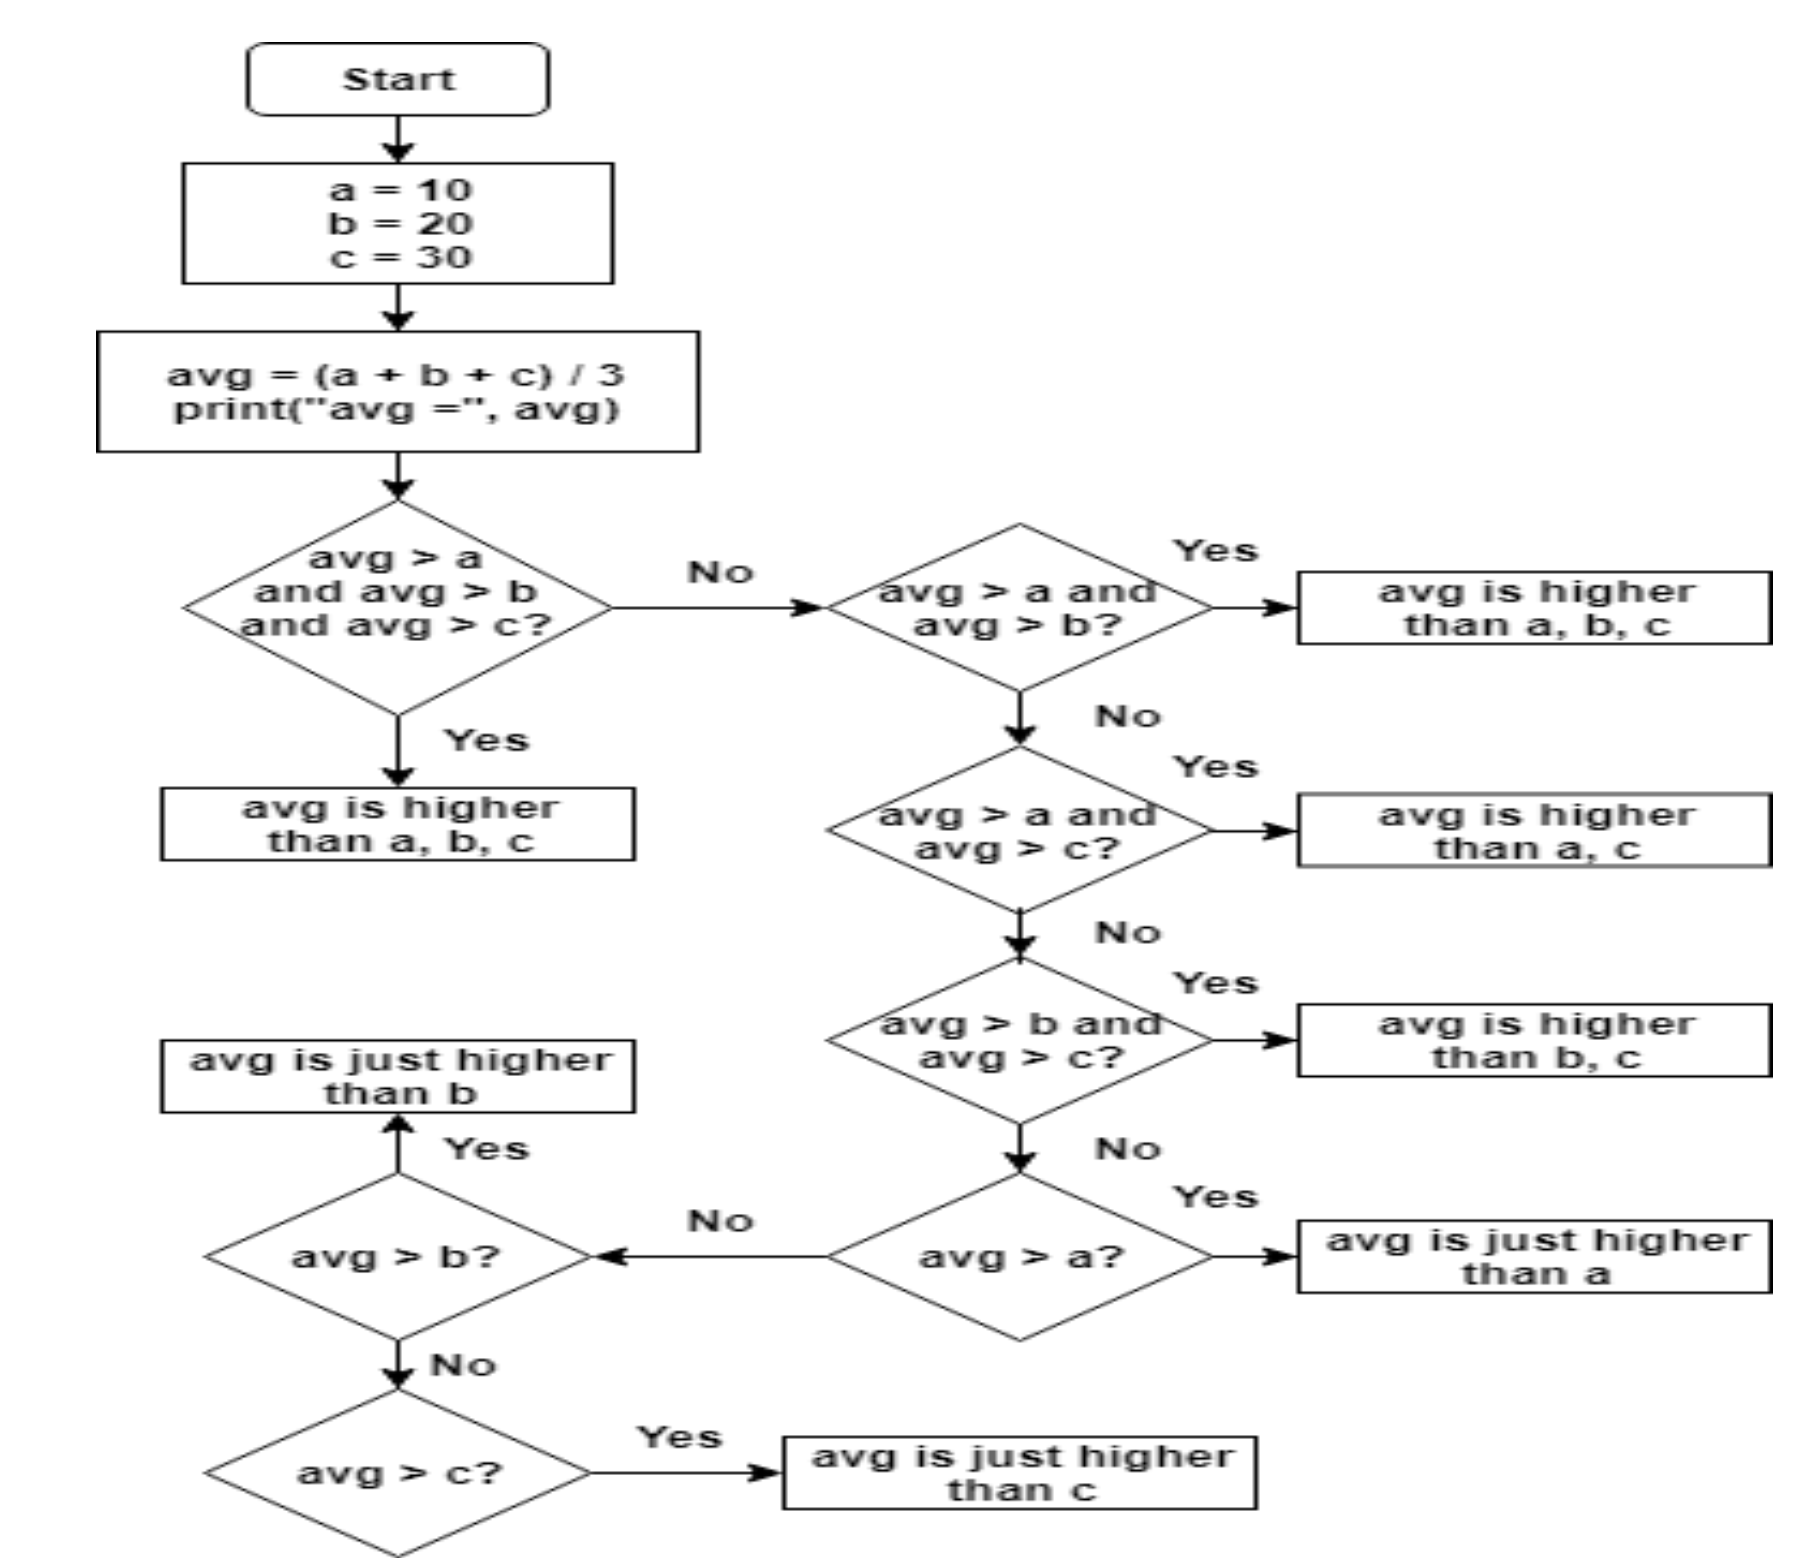 Start
a = 10
b = 20
c = 30
avg = (a + b + c) / 3
print("avg =", avg)
avg > a
and avg > b
and avg > c?
No
avg > a and
avg > b?
Yes
avg is higher
than a, b, c
Yes
avg is higher
than a, b, c
No
avg > a and
avg > c?
Yes
avg is higher
than a, c
No
avg > b and
avg > c?
Yes
avg is higher
than b, c
No
avg > a?
Yes
avg is just higher
than a
No
avg > b?
Yes
avg is just higher
than b
No
avg > c?
Yes
avg is just higher
than c